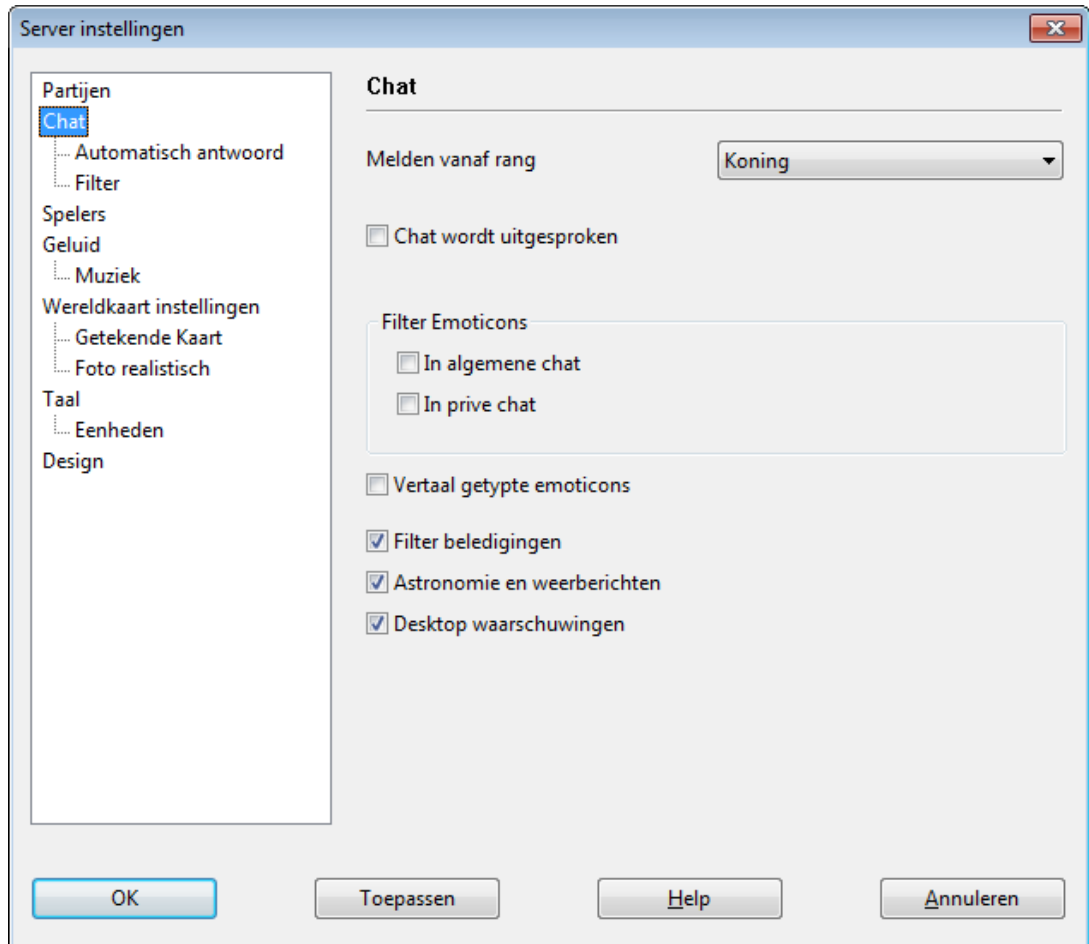 Server instellingen
Partijen
Chat
Automatisch antwoord
Filter
Spelers
Geluid
Muziek
Wereldkaart instellingen
Getekende Kaart
Foto realistisch
Taal
Eenheden
Design
Chat
Melden vanaf rang
Koning
Chat wordt uitgesproken
Filter Emoticons
In algemene chat
In prive chat
Vertaal getypte emoticons
Filter beledigingen
Astronomie en weerberichten
Desktop waarschuwingen
OK
Toepassen
Help
Annuleren